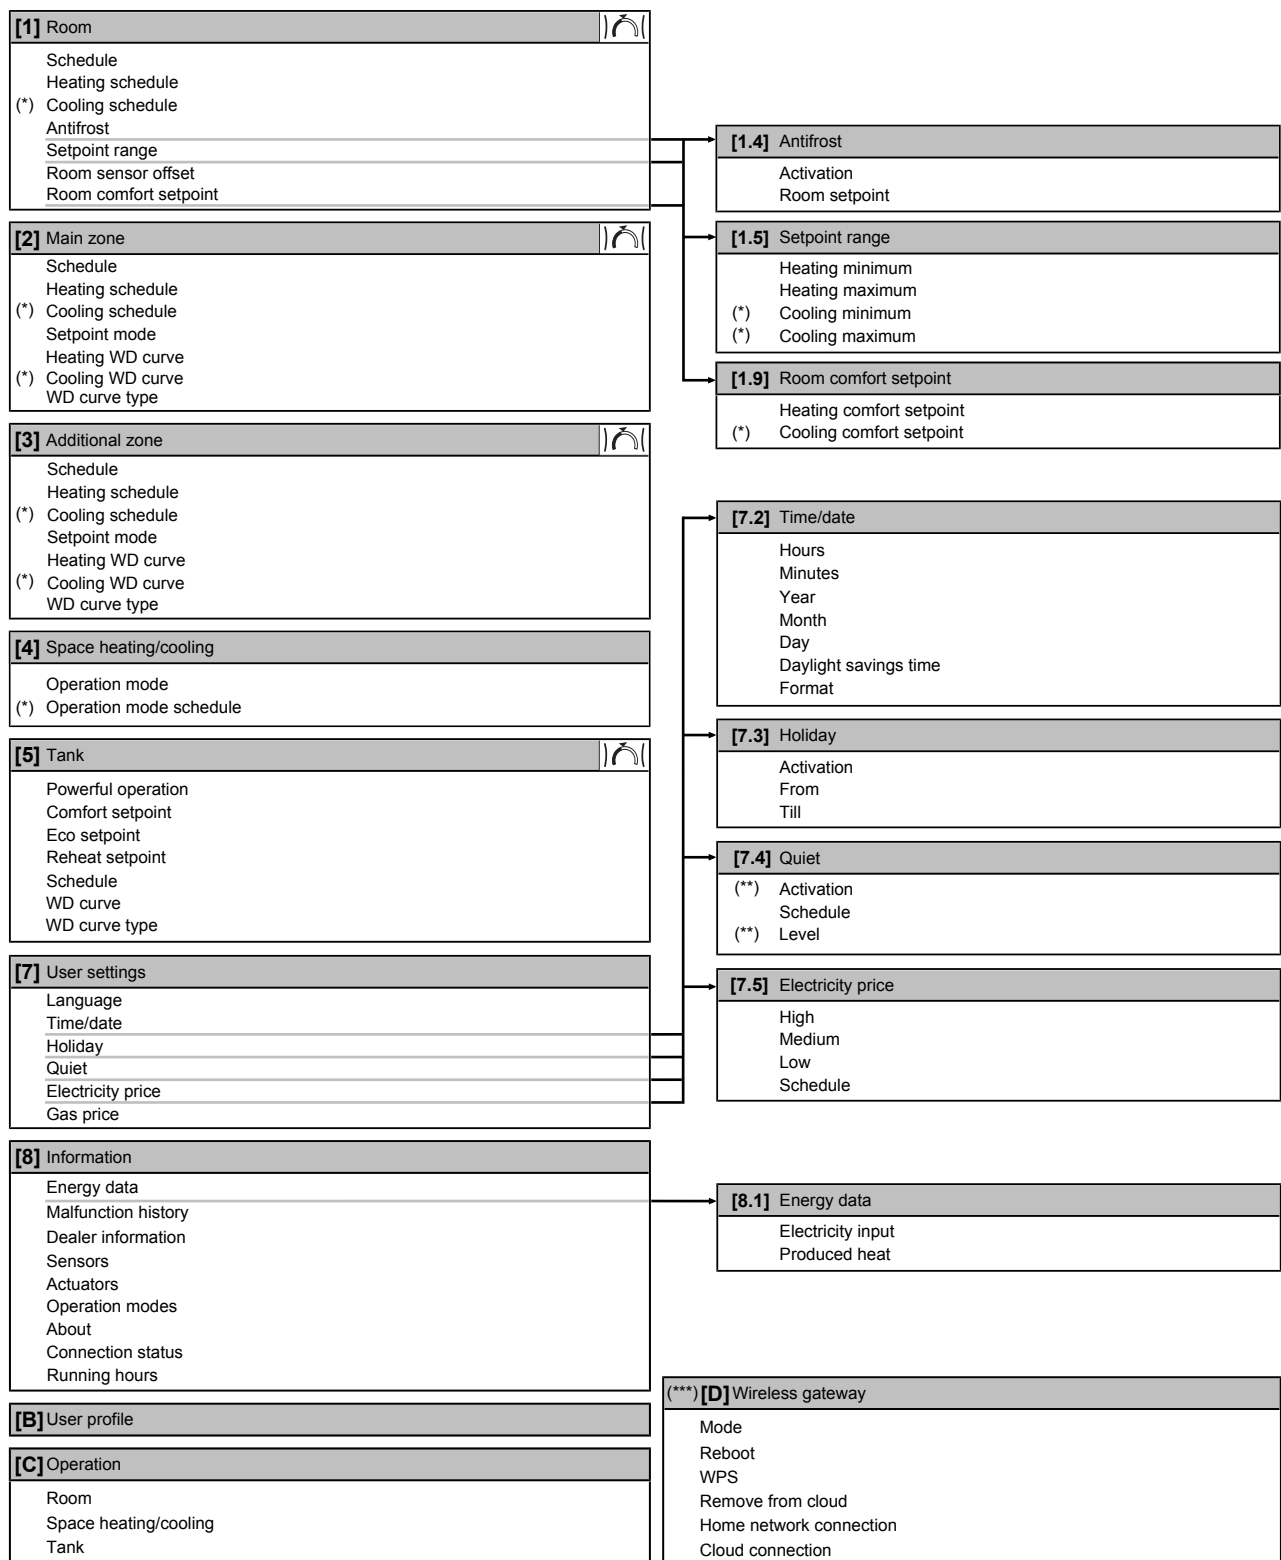 [1] Room
Schedule
Heating schedule
(*) Cooling schedule
Antifrost
Setpoint range
Room sensor offset
Room comfort setpoint
[2] Main zone
Schedule
Heating schedule
(*) Cooling schedule
Setpoint mode
Heating WD curve
(*) Cooling WD curve
WD curve type
[3] Additional zone
Schedule
Heating schedule
(*) Cooling schedule
Setpoint mode
Heating WD curve
(*) Cooling WD curve
WD curve type
[4] Space heating/cooling
Operation mode
(*) Operation mode schedule
[5] Tank
Powerful operation
Comfort setpoint
Eco setpoint
Reheat setpoint
Schedule
WD curve
WD curve type
[7] User settings
Language
Time/date
Holiday
Quiet
Electricity price
Gas price
[8] Information
Energy data
Malfunction history
Dealer information
Sensors
Actuators
Operation modes
About
Connection status
Running hours
[B] User profile
[C] Operation
Room
Space heating/cooling
Tank
[1.4] Antifrost
Activation
Room setpoint
[1.5] Setpoint range
Heating minimum
Heating maximum
(*) Cooling minimum
(*) Cooling maximum
[1.9] Room comfort setpoint
Heating comfort setpoint
(*) Cooling comfort setpoint
[7.2] Time/date
Hours
Minutes
Year
Month
Day
Daylight savings time
Format
[7.3] Holiday
Activation
From
Till
[7.4] Quiet
(**) Activation
Schedule
(**) Level
[7.5] Electricity price
High
Medium
Low
Schedule
[8.1] Energy data
Electricity input
Produced heat
(***) [D] Wireless gateway
Mode
Reboot
WPS
Remove from cloud
Home network connection
Cloud connection